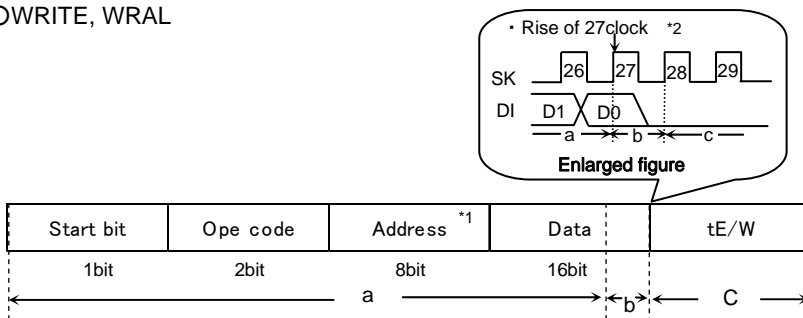 ○WRITE, WRAL
・Rise of 27clock *2
SK 26 27 28 29
DI D1 D0
a b c
Enlarged figure
Start bit Ope code Address *1 Data tE/W
1bit 2bit 8bit 16bit
a b C